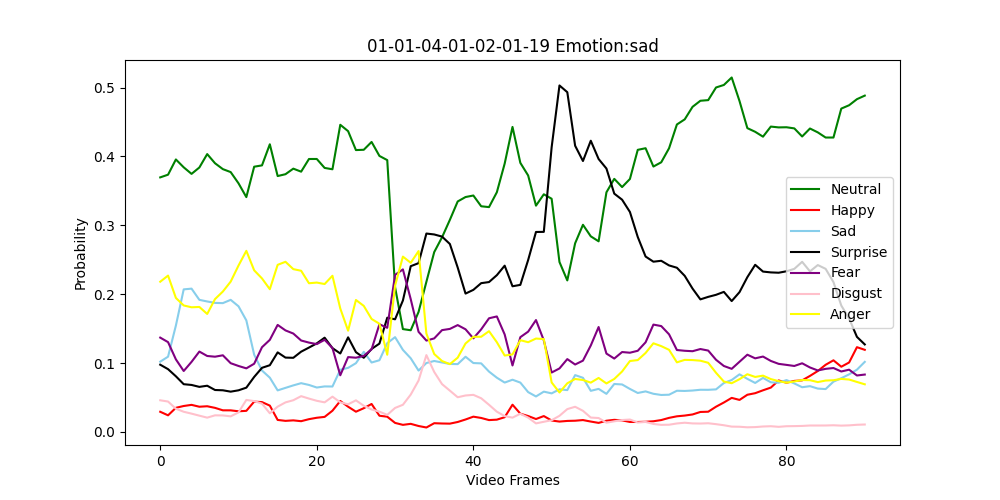 01-01-04-01-02-01-19 Emotion:sad
Probability
0.5
0.4
0.3
0.2
0.1
0.0
Neutral
Happy
Sad
Surprise
Fear
Disgust
Anger
0 20 40 60 80
Video Frames